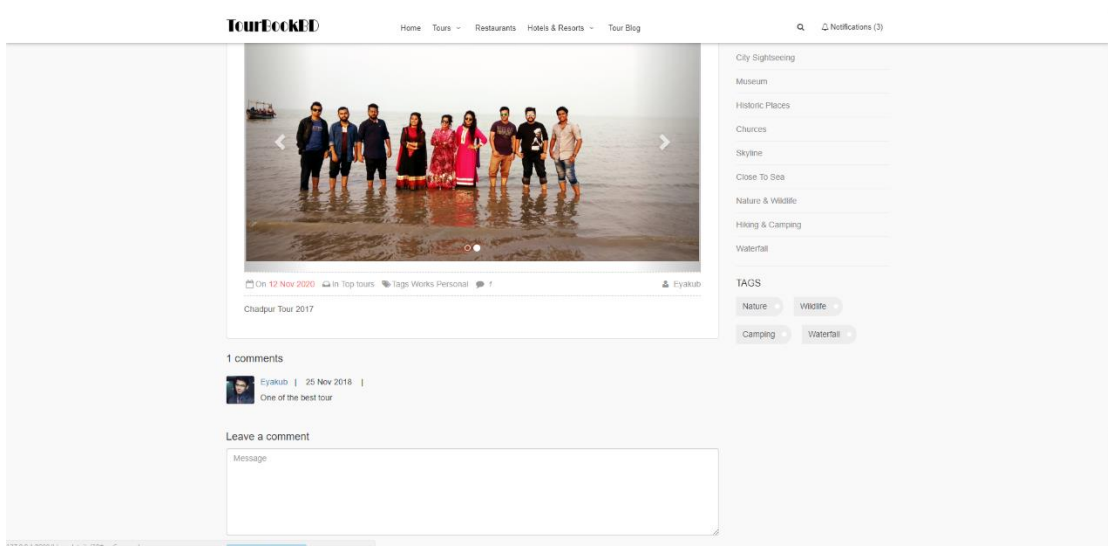 TourBookBD
Home Tours Restaurants Hotels & Resorts Tour Blog
Notifications (3)
On 12 Nov 2020 In Top tours Tags Works Personal 1
Eyakub
Chadpur Tour 2017
1 comments
Eyakub | 25 Nov 2018 |
One of the best tour
Leave a comment
Message
City Sightseeing
Museum
Historic Places
Churces
Skyline
Close To Sea
Nature & Wildlife
Hiking & Camping
Waterfall
TAGS
Nature
Wildlife
Camping
Waterfall